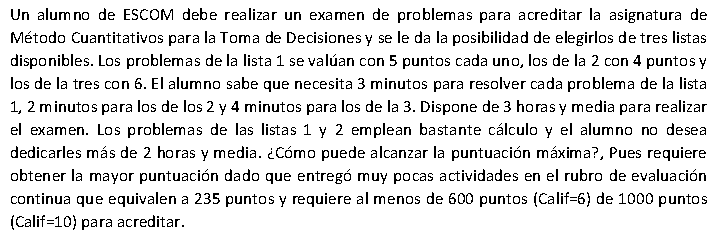 Un alumno de ESCOM debe realizar un examen de problemas para acreditar la asignatura de
Método Cuantitativos para la Toma de Decisiones y se le da la posibilidad de elegirlos de tres listas
disponibles. Los problemas de la lista 1 se valúan con 5 puntos cada uno, los de la 2 con 4 puntos y
los de la tres con 6. El alumno sabe que necesita 3 minutos para resolver cada problema de la lista
1, 2 minutos para los de los 2 y 4 minutos para los de la 3. Dispone de 3 horas y media para realizar
el examen. Los problemas de las listas 1 y 2 emplean bastante cálculo y el alumno no desea
dedicarles más de 2 horas y media. ¿Cómo puede alcanzar la puntuación máxima?, Pues requiere
obtener la mayor puntuación dado que entregó muy pocas actividades en el rubro de evaluación
continua que equivalen a 235 puntos y requiere al menos de 600 puntos (Calif=6) de 1000 puntos
(Calif=10) para acreditar.